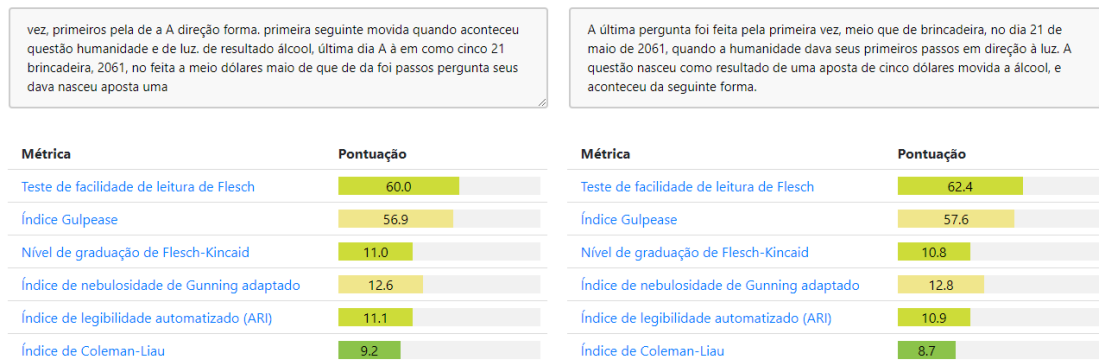 vez, primeiros pela de a A direção forma. primeira seguinte movida quando aconteceu
questão humanidade e de luz. de resultado álcool, última dia A à em como cinco 21
brincadeira, 2061, no feita a meio dólares maio de que de da foi passos pergunta seus
dava nasceu aposta uma
Métrica Pontuação
Teste de facilidade de leitura de Flesch 60.0
Índice Gulpease 56.9
Nível de graduação de Flesch-Kincaid 11.0
Índice de nebulosidade de Gunning adaptado 12.6
Índice de legibilidade automatizado (ARI) 11.1
Índice de Coleman-Liau 9.2
A última pergunta foi feita pela primeira vez, meio que de brincadeira, no dia 21 de
maio de 2061, quando a humanidade dava seus primeiros passos em direção à luz. A
questão nasceu como resultado de uma aposta de cinco dólares movida a álcool, e
aconteceu da seguinte forma.
Métrica Pontuação
Teste de facilidade de leitura de Flesch 62.4
Índice Gulpease 57.6
Nível de graduação de Flesch-Kincaid 10.8
Índice de nebulosidade de Gunning adaptado 12.8
Índice de legibilidade automatizado (ARI) 10.9
Índice de Coleman-Liau 8.7